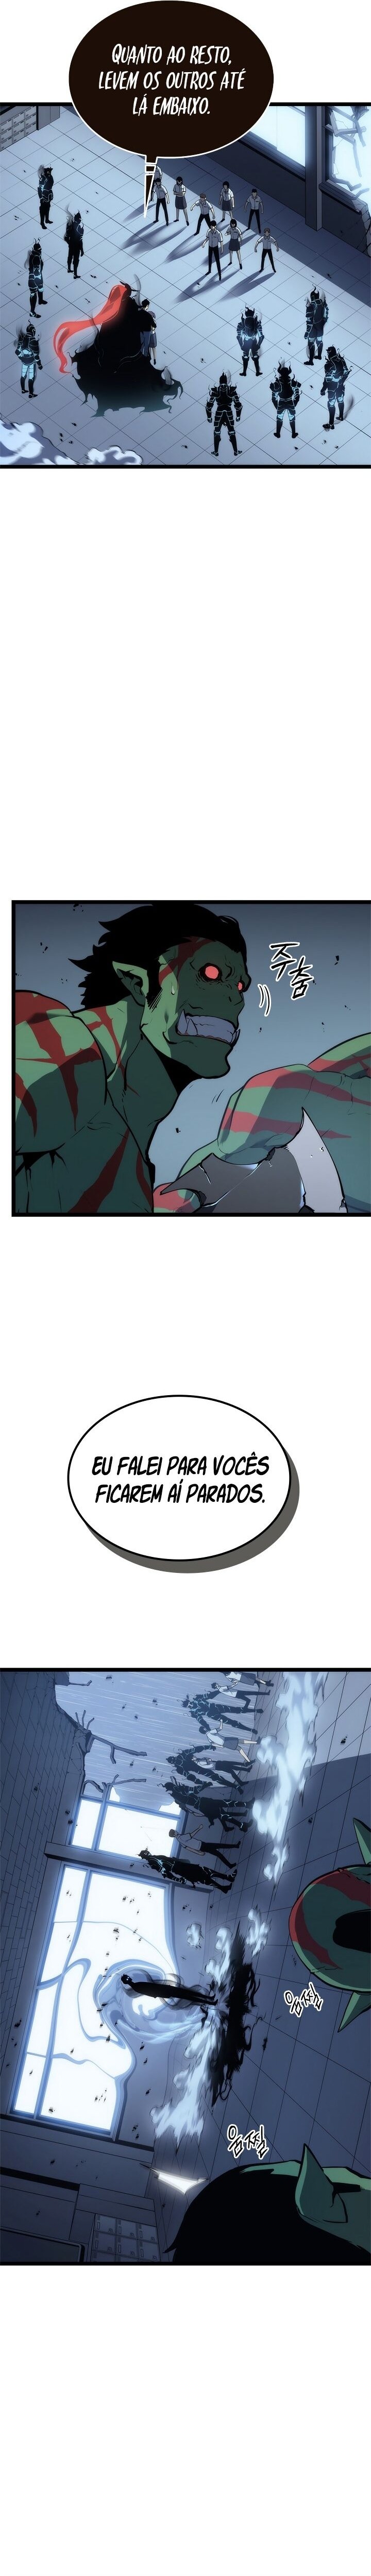 QUANTO AO RESTO,
LEVEM OS OUTROS ATÉ
LÁ EMBAIXO.
주춤
EU FALEI PARA VOCÊS
FICAREM AÍ PARADOS.
움찔
움찔